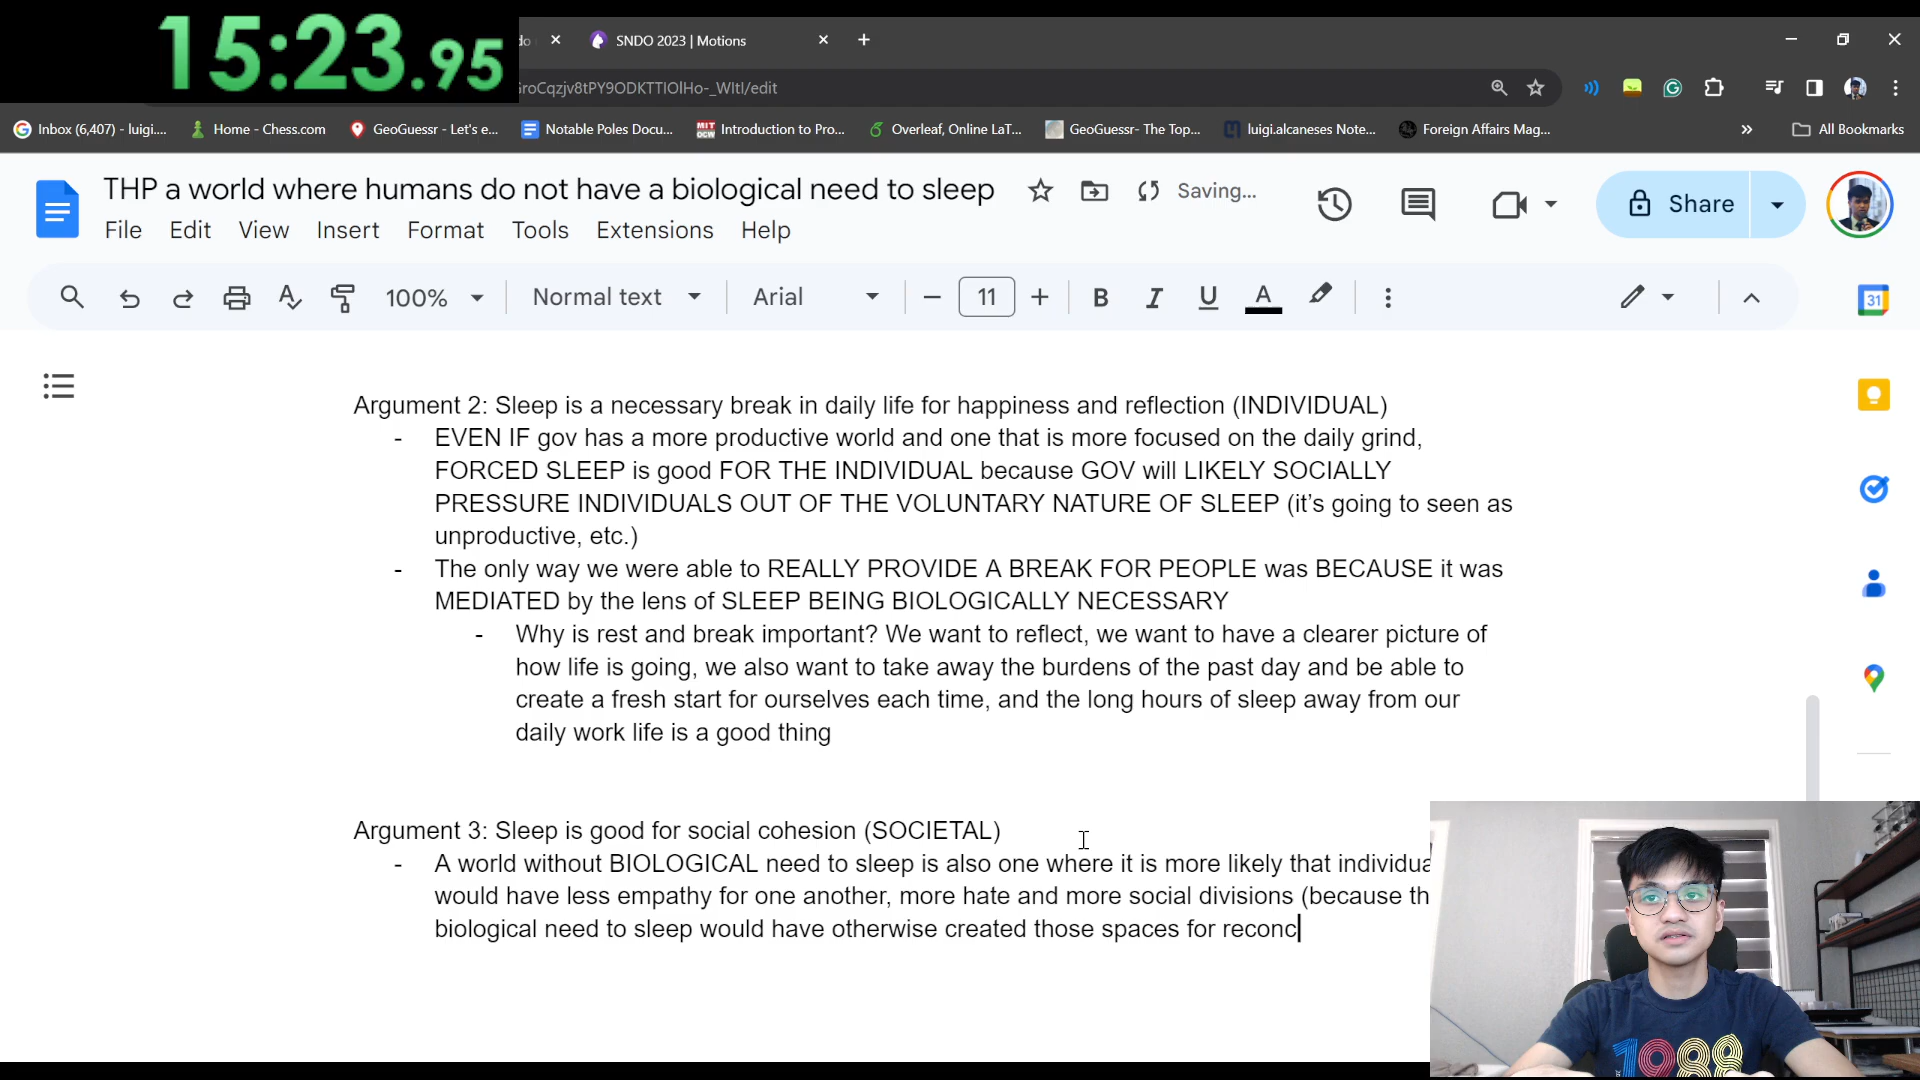 15:23.95
do
SNDO 2023 | Motions
GroCqzjv8tPY9ODKTTIOlHo-_WItI/edit
Inbox (6,407) - luigi....
Home - Chess.com
GeoGuessr - Let's e...
Notable Poles Docu...
MIT OCW
Introduction to Pro...
Overleaf, Online LaT...
GeoGuessr- The Top...
luigi.alcaneses Note...
Foreign Affairs Mag...
All Bookmarks
THP a world where humans do not have a biological need to sleep
Saving...
Share
File Edit View Insert Format Tools Extensions Help
100% Normal text Arial 11 B I U A
31
Argument 2: Sleep is a necessary break in daily life for happiness and reflection (INDIVIDUAL)
- EVEN IF gov has a more productive world and one that is more focused on the daily grind,
FORCED SLEEP is good FOR THE INDIVIDUAL because GOV will LIKELY SOCIALLY
PRESSURE INDIVIDUALS OUT OF THE VOLUNTARY NATURE OF SLEEP (it's going to seen as
unproductive, etc.)
- The only way we were able to REALLY PROVIDE A BREAK FOR PEOPLE was BECAUSE it was
MEDIATED by the lens of SLEEP BEING BIOLOGICALLY NECESSARY
- Why is rest and break important? We want to reflect, we want to have a clearer picture of
how life is going, we also want to take away the burdens of the past day and be able to
create a fresh start for ourselves each time, and the long hours of sleep away from our
daily work life is a good thing
Argument 3: Sleep is good for social cohesion (SOCIETAL)
- A world without BIOLOGICAL need to sleep is also one where it is more likely that individua
would have less empathy for one another, more hate and more social divisions (because th
biological need to sleep would have otherwise created those spaces for reconc
1988